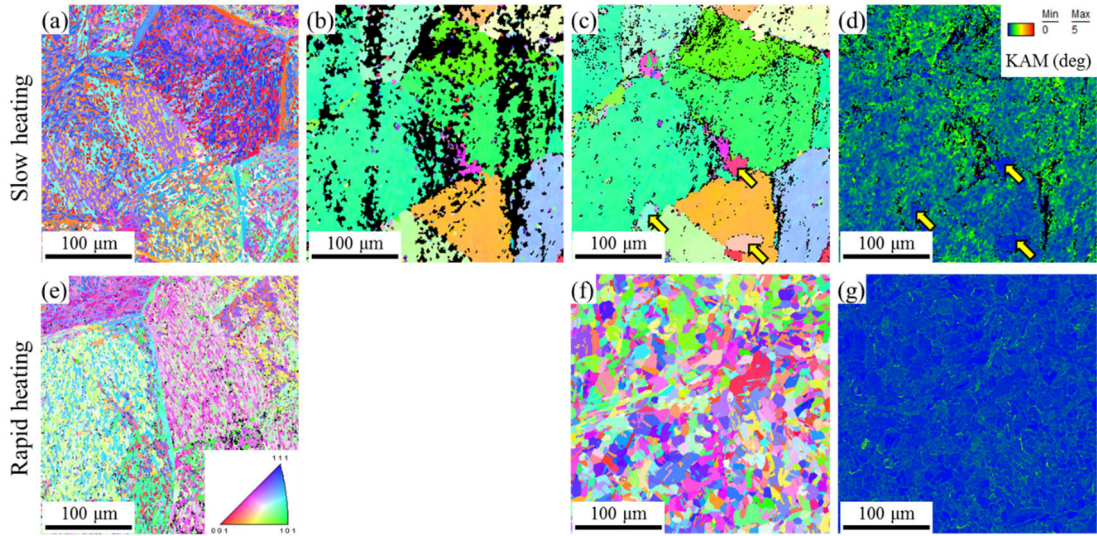 Slow heating
(a)
100 μm
(b)
100 μm
(c)
100 μm
(d)
Min Max
0 5
KAM (deg)
100 μm
Rapid heating
(e)
100 μm
1 1 1
0 0 1
1 0 1
(f)
100 μm
(g)
100 μm